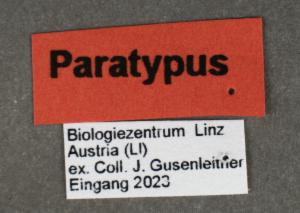 Paratypus
Biologiezentrum Linz
Austria (LI)
ex. Coll. J. Gusenleitner
Eingang 2023